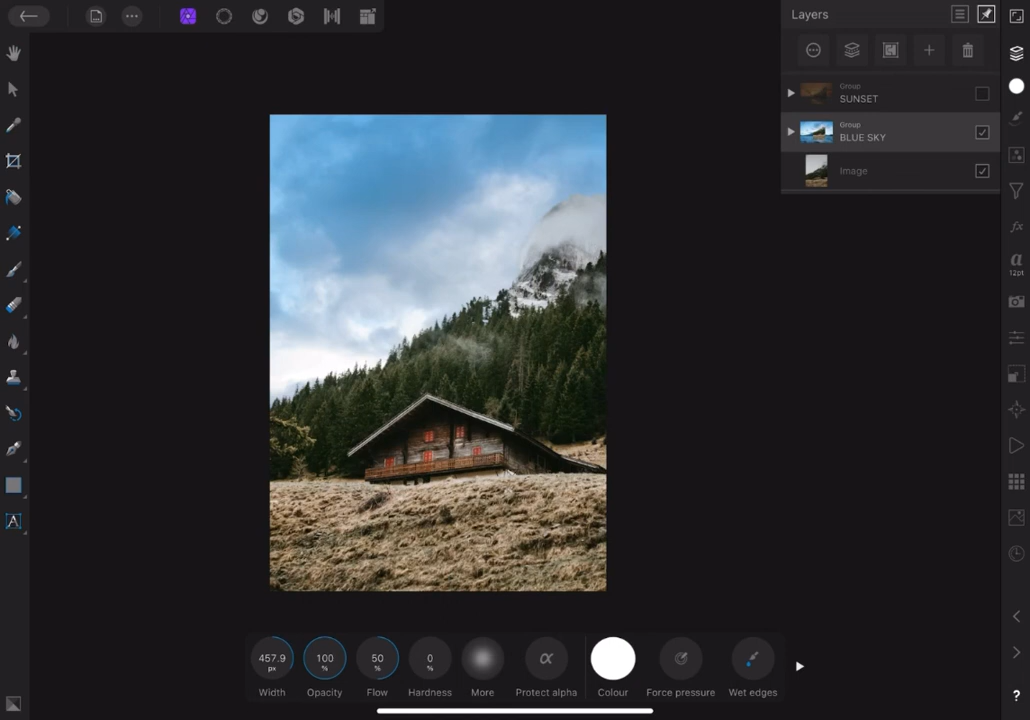 Layers
Group
SUNSET
Group
BLUE SKY
Image
a
12pt
A
457.9
px
100
%
50
%
0
%
α
Width
Opacity
Flow
Hardness
More
Protect alpha
Colour
Force pressure
Wet edges
fx
?